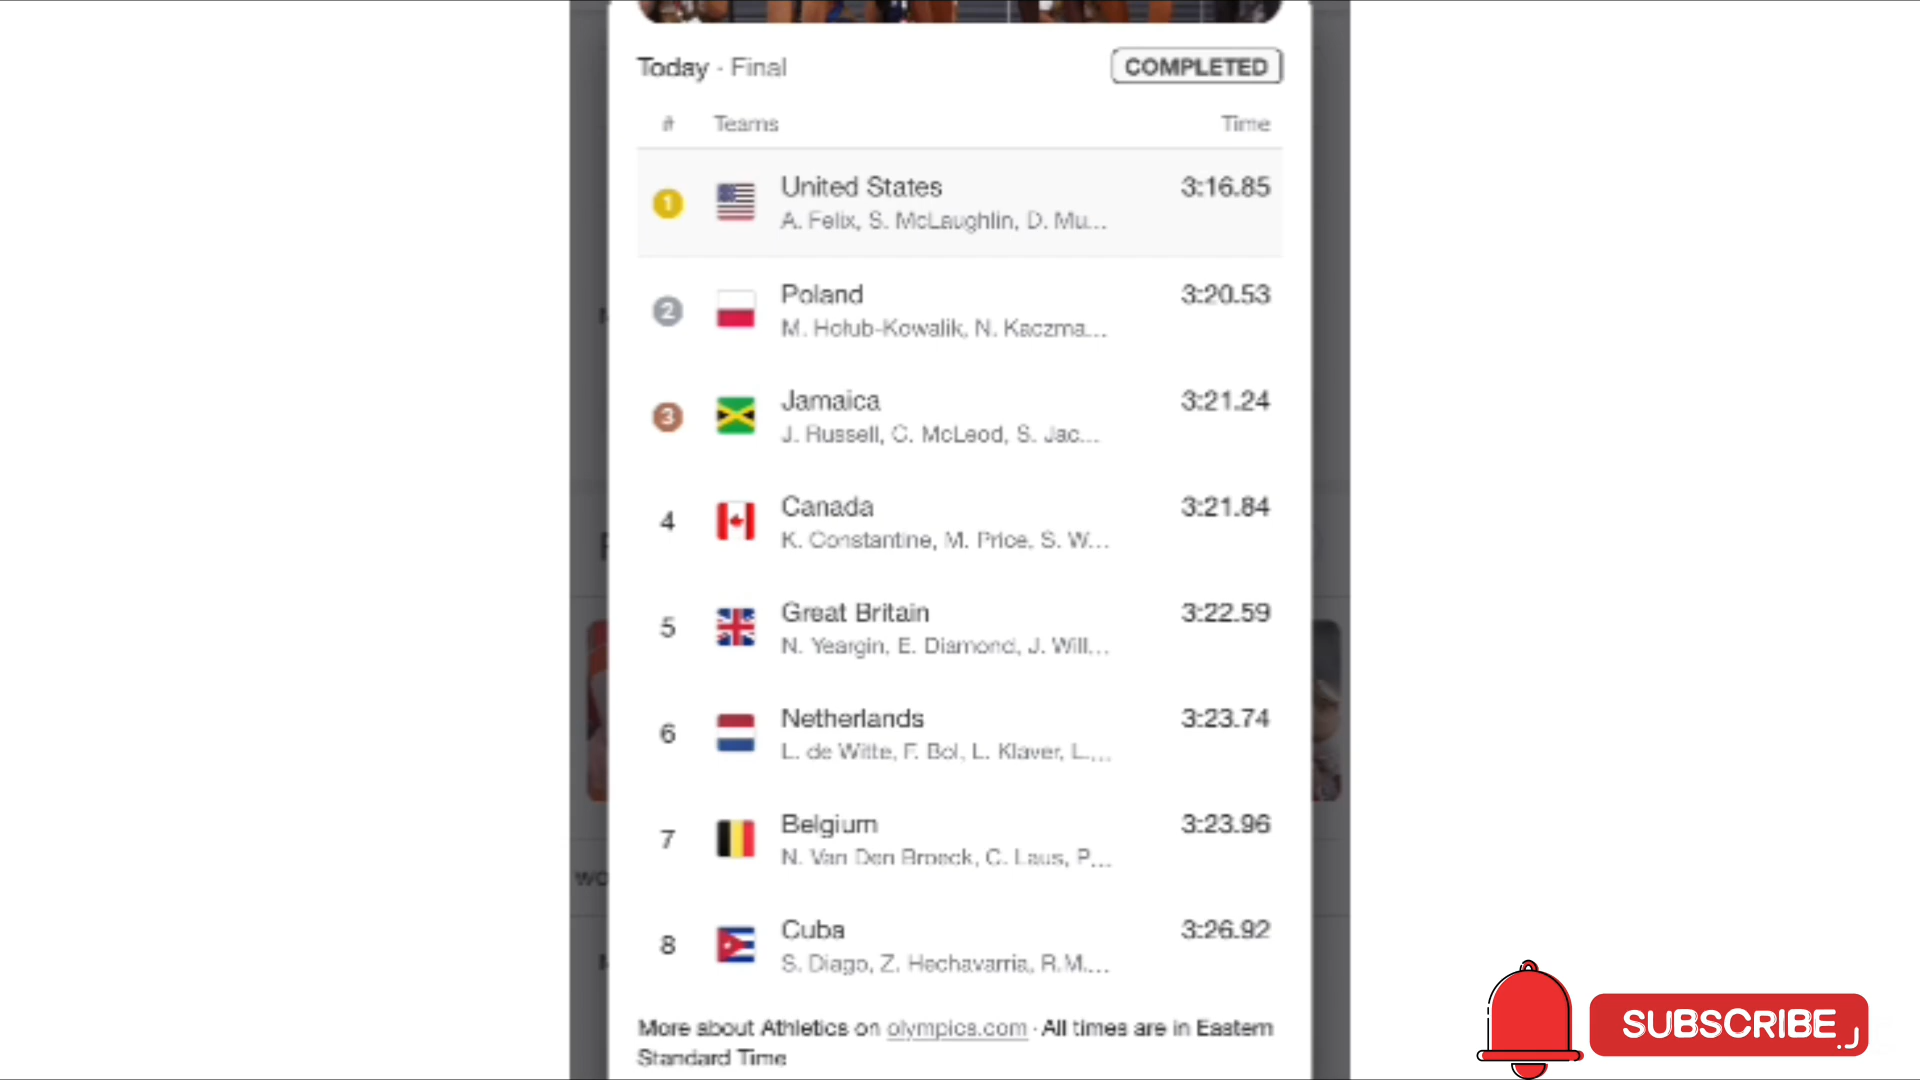 Today · Final COMPLETED
# Teams Time
1 United States 3:16.85
A. Felix, S. McLaughlin, D. Mu...
2 Poland 3:20.53
M. Hołub-Kowalik, N. Kaczma...
3 Jamaica 3:21.24
J. Russell, C. McLeod, S. Jac...
4 Canada 3:21.84
K. Constantine, M. Price, S. W...
5 Great Britain 3:22.59
N. Yeargin, E. Diamond, J. Will...
6 Netherlands 3:23.74
L. de Witte, F. Bol, L. Klaver, L....
7 Belgium 3:23.96
N. Van Den Broeck, C. Laus, P...
8 Cuba 3:26.92
S. Diago, Z. Hechavarria, R.M....
More about Athletics on olympics.com · All times are in Eastern
Standard Time
SUBSCRIBE